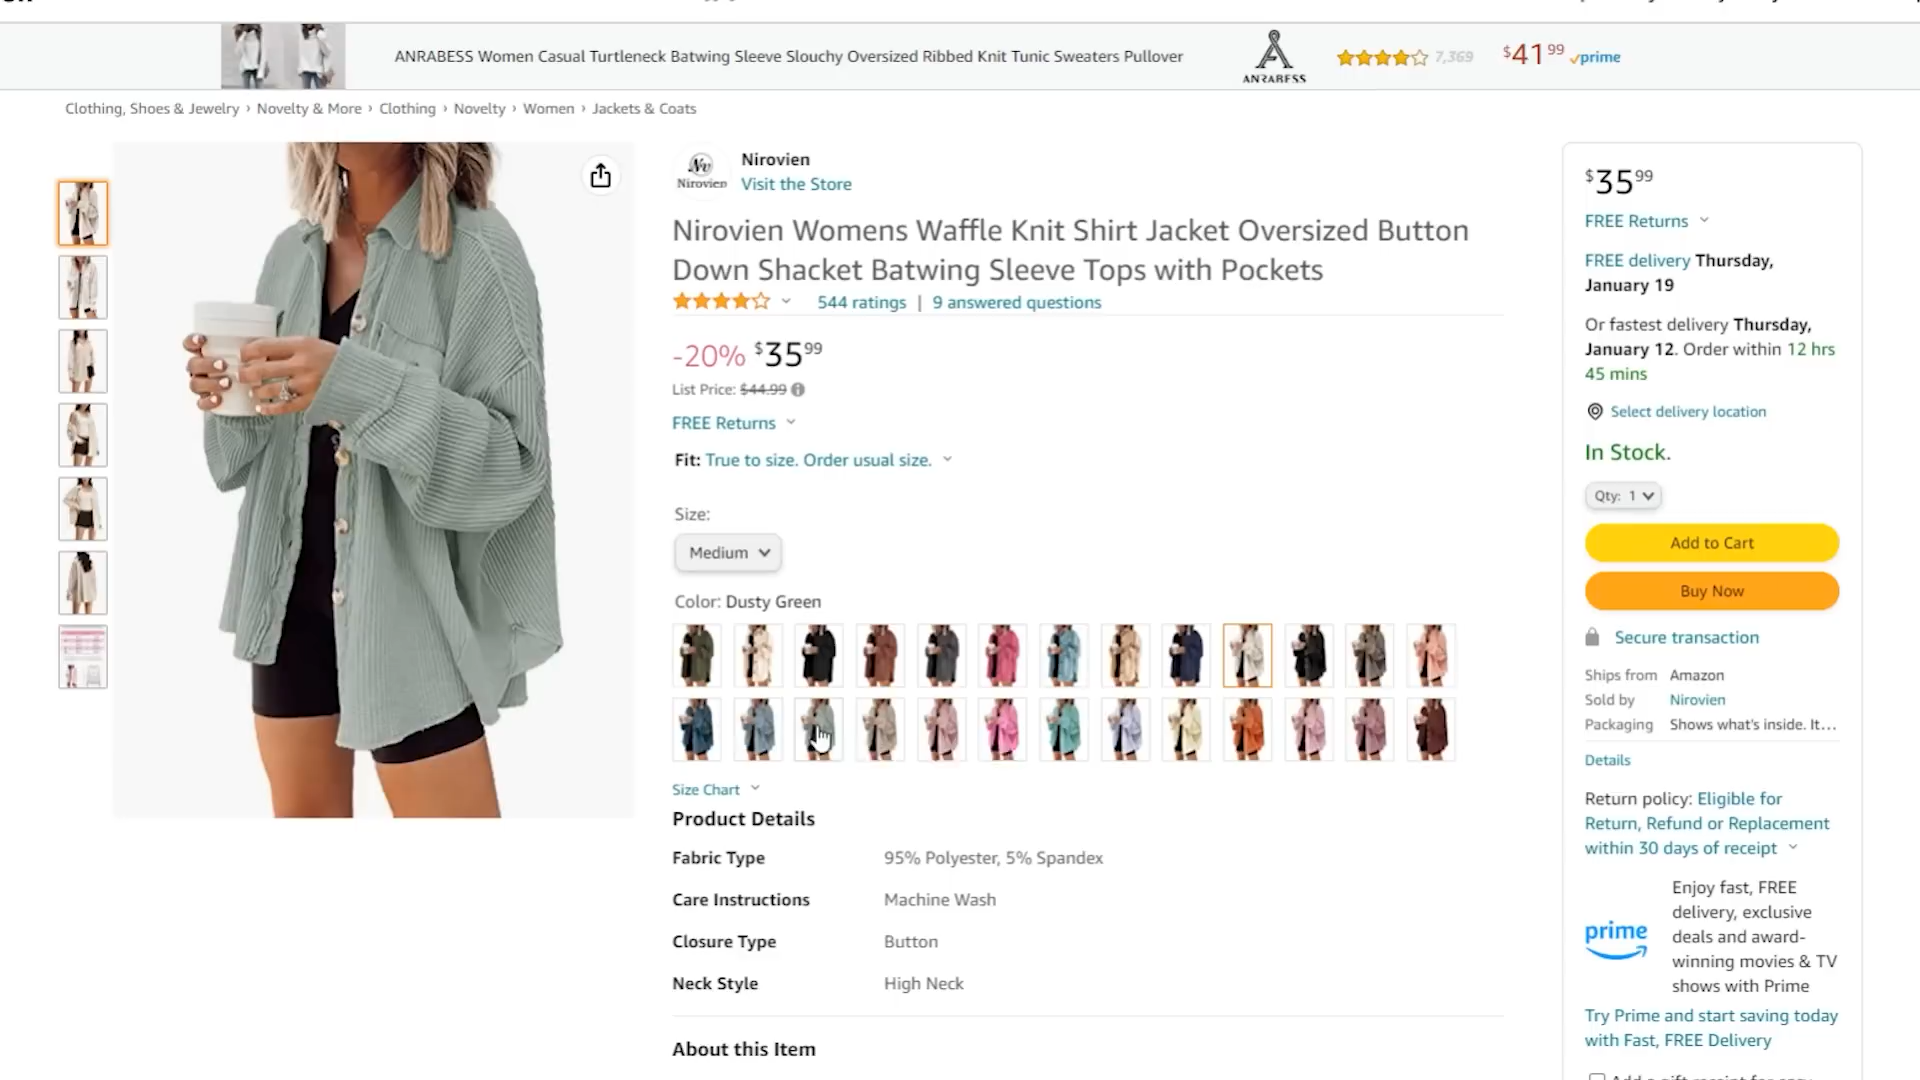 ANRABESS Women Casual Turtleneck Batwing Sleeve Slouchy Oversized Ribbed Knit Tunic Sweaters Pullover
ANRABESS
7,369
$41 99 prime
Clothing, Shoes & Jewelry › Novelty & More › Clothing › Novelty › Women › Jackets & Coats
Nv
Nirovien
Nirovien
Visit the Store
Nirovien Womens Waffle Knit Shirt Jacket Oversized Button
Down Shacket Batwing Sleeve Tops with Pockets
544 ratings | 9 answered questions
-20% $35 99
List Price: $44.99
FREE Returns
Fit: True to size. Order usual size.
Size:
Medium
Color: Dusty Green
Size Chart
Product Details
Fabric Type 95% Polyester, 5% Spandex
Care Instructions Machine Wash
Closure Type Button
Neck Style High Neck
About this Item
$35 99
FREE Returns
FREE delivery Thursday,
January 19
Or fastest delivery Thursday,
January 12. Order within 12 hrs
45 mins
Select delivery location
In Stock.
Qty: 1
Add to Cart
Buy Now
Secure transaction
Ships from Amazon
Sold by Nirovien
Packaging Shows what's inside. It…
Details
Return policy: Eligible for
Return, Refund or Replacement
within 30 days of receipt
prime
Enjoy fast, FREE
delivery, exclusive
deals and award-
winning movies & TV
shows with Prime
Try Prime and start saving today
with Fast, FREE Delivery